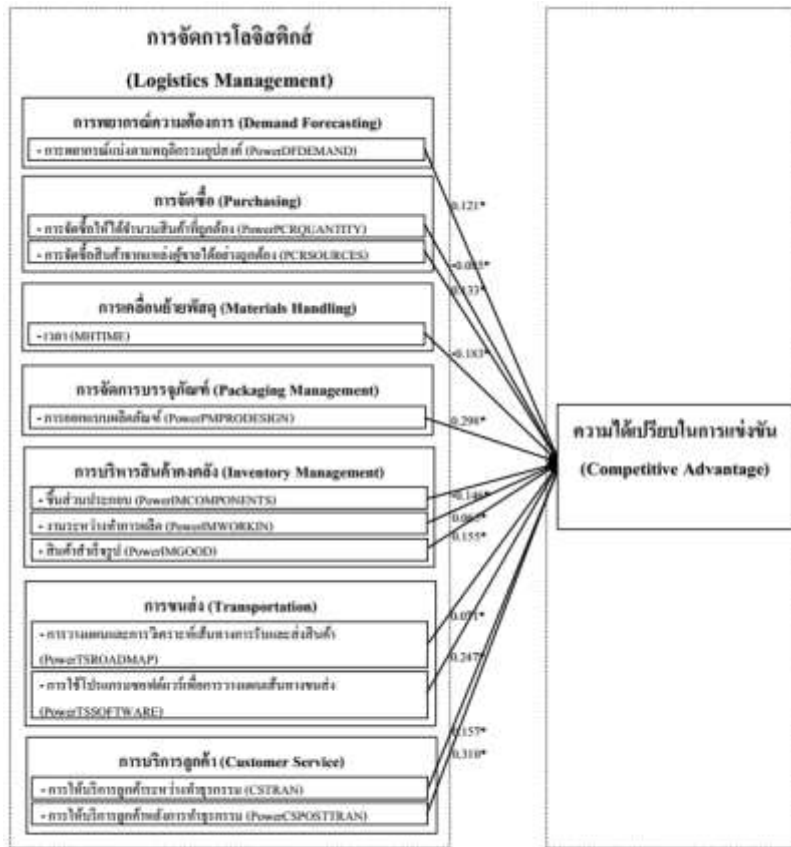 การจัดการโลจิสติกส์
(Logistics Management)
การพยากรณ์ความต้องการ (Demand Forecasting)
- การพยากรณ์แบ่งตามพฤติกรรมอุปสงค์ (PowerDFDEMAND)
0.121*
การจัดซื้อ (Purchasing)
- การจัดซื้อให้ได้จำนวนสินค้าที่ถูกต้อง (PowerPCRQUANTITY)
- การจัดซื้อสินค้าจากแหล่งผู้ขายได้อย่างถูกต้อง (PCRSOURCES)
0.133*
การเคลื่อนย้ายพัสดุ (Materials Handling)
- เวลา (MHTIME)
-0.183*
การจัดการบรรจุภัณฑ์ (Packaging Management)
- การออกแบบผลิตภัณฑ์ (PowerPMPRODESIGN)
0.298*
ความได้เปรียบในการแข่งขัน
(Competitive Advantage)
การบริหารสินค้าคงคลัง (Inventory Management)
- ชิ้นส่วนประกอบ (PowerIMCOMPONENTS)
-0.146*
- งานระหว่างทำการผลิต (PowerIMWORKIN)
- สินค้าสำเร็จรูป (PowerIMGOOD)
0.155*
การขนส่ง (Transportation)
- การวางแผนและการวิเคราะห์เส้นทางการรับและส่งสินค้า
(PowerTSROADMAP)
0.071*
- การใช้โปรแกรมซอฟต์แวร์เพื่อการวางแผนเส้นทางขนส่ง
(PowerTSSOFTWARE)
0.247*
การบริการลูกค้า (Customer Service)
0.157*
0.310*
- การให้บริการลูกค้าระหว่างทำธุรกรรม (CSTRAN)
- การให้บริการลูกค้าหลังการทำธุรกรรม (PowerCSPOSTTRAN)